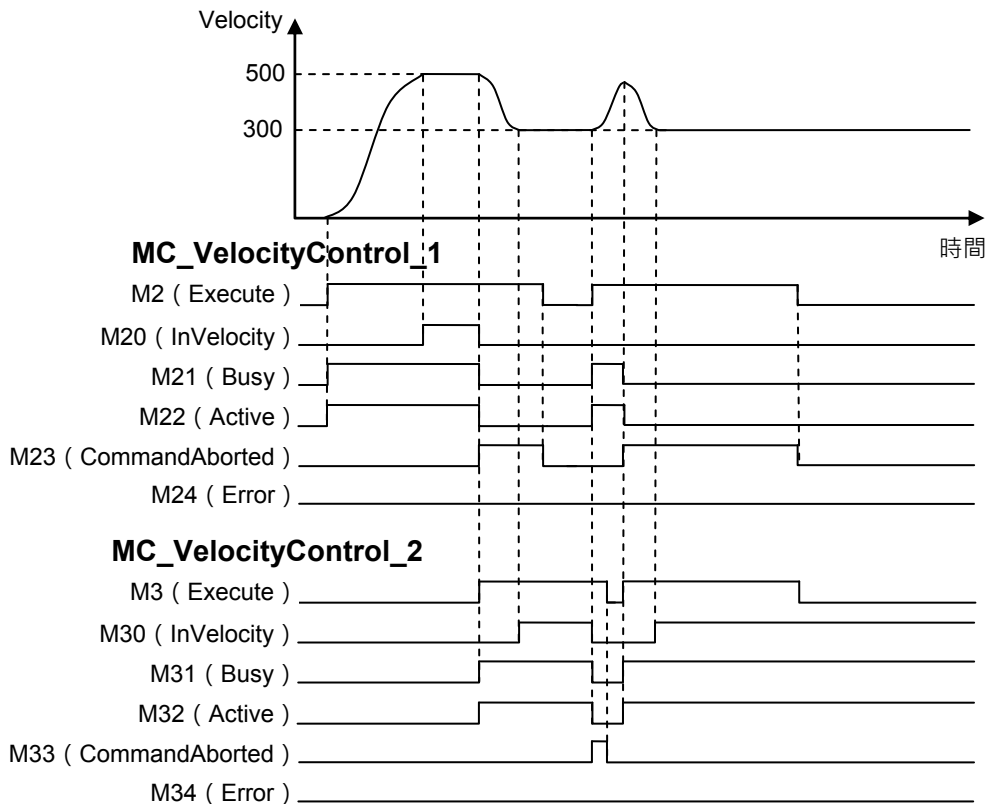 Velocity
500
300
時間
MC_VelocityControl_1
M2（Execute）
M20（InVelocity）
M21（Busy）
M22（Active）
M23（CommandAborted）
M24（Error）
MC_VelocityControl_2
M3（Execute）
M30（InVelocity）
M31（Busy）
M32（Active）
M33（CommandAborted）
M34（Error）